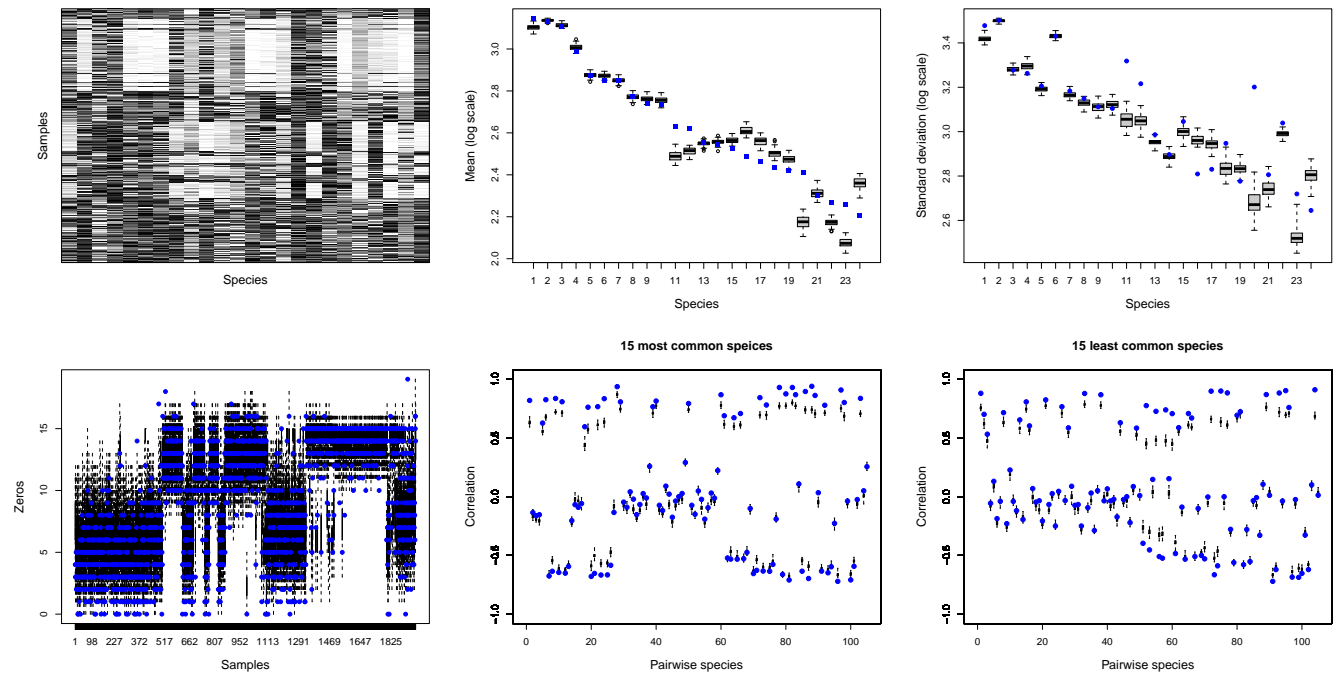 Samples
Species
Mean (log scale)
3.0
2.8
2.6
2.4
2.2
2.0
1 2 3 4 5 6 7 8 9 11 13 15 17 19 21 23
Species
Standard deviation (log scale)
3.4
3.2
3.0
2.8
2.6
1 2 3 4 5 6 7 8 9 11 13 15 17 19 21 23
Species
Zeros
15
10
5
0
1 98 227 372 517 662 807 952 1113 1291 1469 1647 1825
Samples
15 most common speices
Correlation
1.0
0.5
0.0
−0.5
−1.0
0 20 40 60 80 100
Pairwise species
15 least common species
Correlation
1.0
0.5
0.0
−0.5
−1.0
0 20 40 60 80 100
Pairwise species